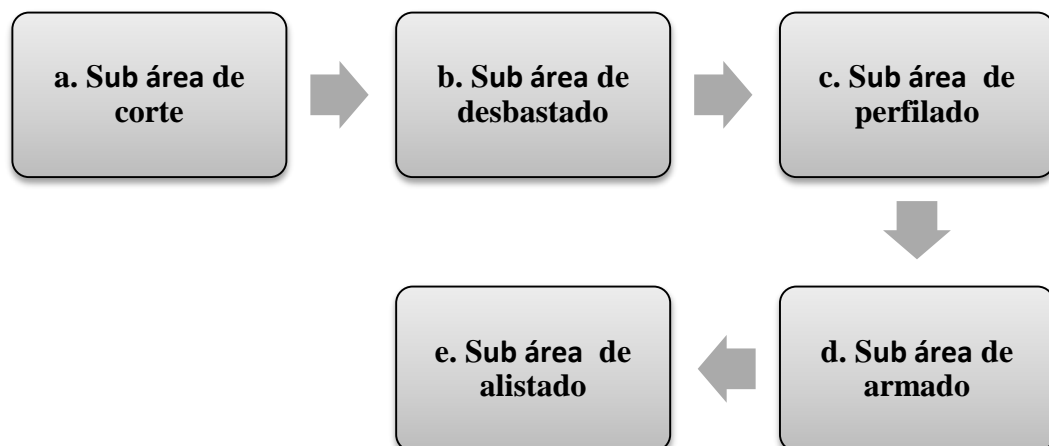 a. Sub área de
corte
b. Sub área de
desbastado
c. Sub área  de
perfilado
d. Sub área de
armado
e. Sub área  de
alistado